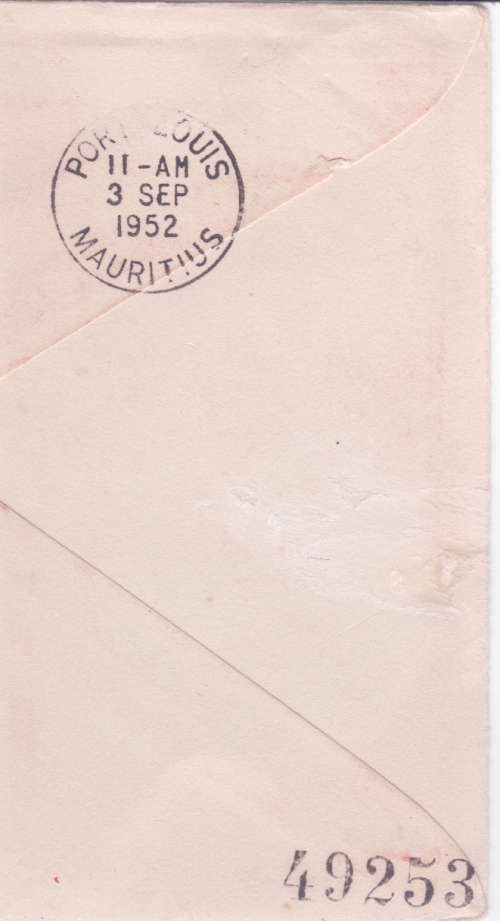 PORT LOUIS
11-AM
3 SEP
1952
MAURITIUS
49253